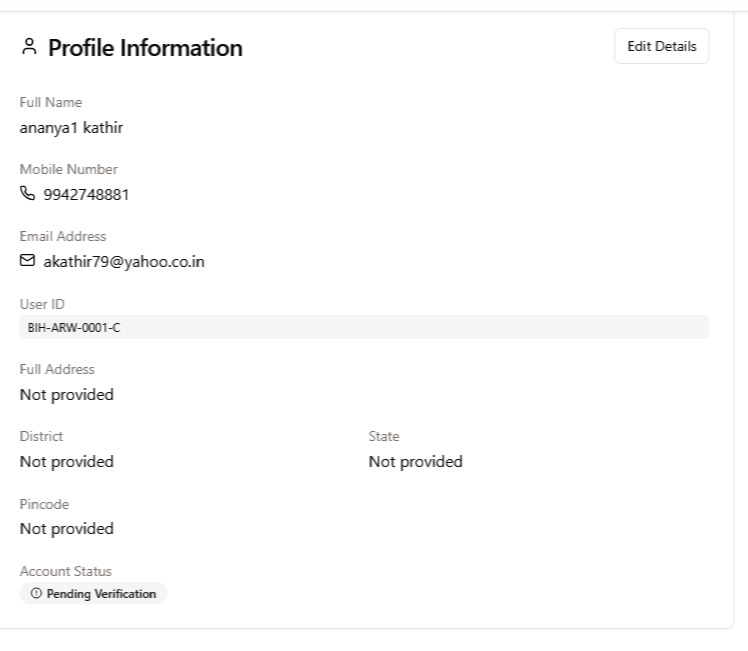 Profile Information
Edit Details
Full Name
ananya1 kathir
Mobile Number
9942748881
Email Address
akathir79@yahoo.co.in
User ID
BIH-ARW-0001-C
Full Address
Not provided
District
State
Not provided
Not provided
Pincode
Not provided
Account Status
Pending Verification